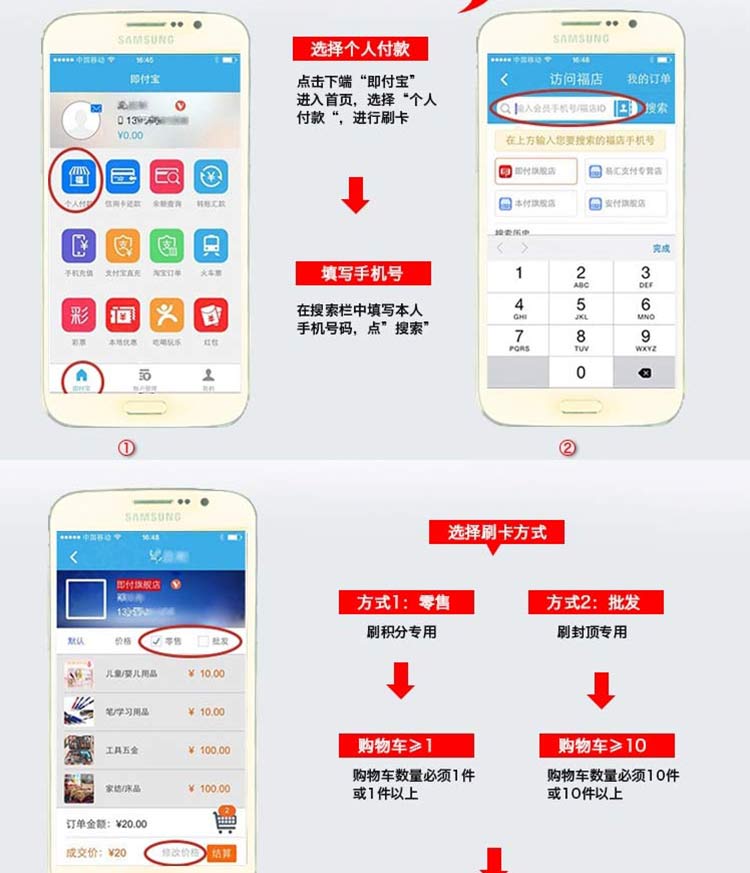 SAMSUNG
中国移动 16:45
即付宝
¥0.00
个人付款 信用卡还款 余额查询 转账汇款
手机充值 支付宝直充 淘宝订单 火车票
彩票 本地优惠 吃喝玩乐 红包
即付宝 账户管理 我的
①
选择个人付款
点击下端“即付宝”
进入首页，选择“个人
付款“，进行刷卡
填写手机号
在搜索栏中填写本人
手机号码，点”搜索”
SAMSUNG
中国移动 16:48
访问福店 我的订单
输入会员手机号/福店ID 搜索
在上方输入您要搜索的福店手机号
即付旗舰店 易汇支付专营店
本付旗舰店 安付旗舰店
搜索历史
完成
1 2 3
ABC DEF
4 5 6
GHI JKL MNO
7 8 9
PQRS TUV WXYZ
0
②
SAMSUNG
中国移动 16:48
即付旗舰店
默认 价格 零售 批发
儿童/婴儿用品 ¥ 10.00
笔/学习用品 ¥ 10.00
工具五金 ¥ 100.00
家纺/床品 ¥ 100.00
订单金额：¥20.00 2
成交价：¥20 修改价格 结算
选择刷卡方式
方式1：零售
刷积分专用
购物车≥1
购物车数量必须1件
或1件以上
方式2：批发
刷封顶专用
购物车≥10
购物车数量必须10件
或10件以上